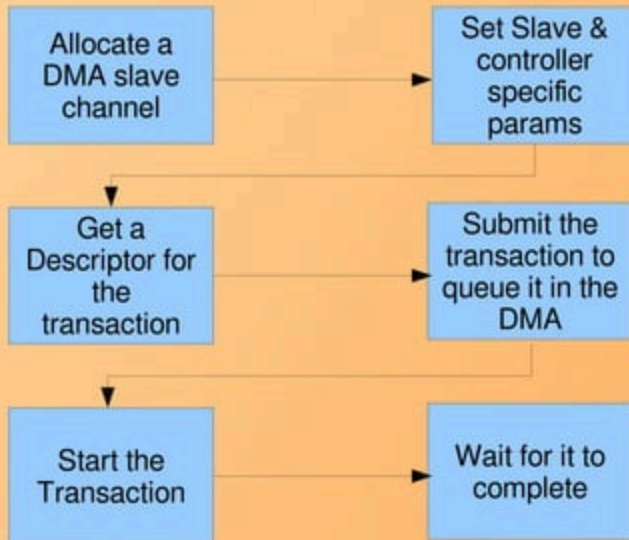 Allocate a
DMA slave
channel
Set Slave &
controller
specific
params
Get a
Descriptor for
the
transaction
Submit the
transaction to
queue it in the
DMA
Start the
Transaction
Wait for it to
complete